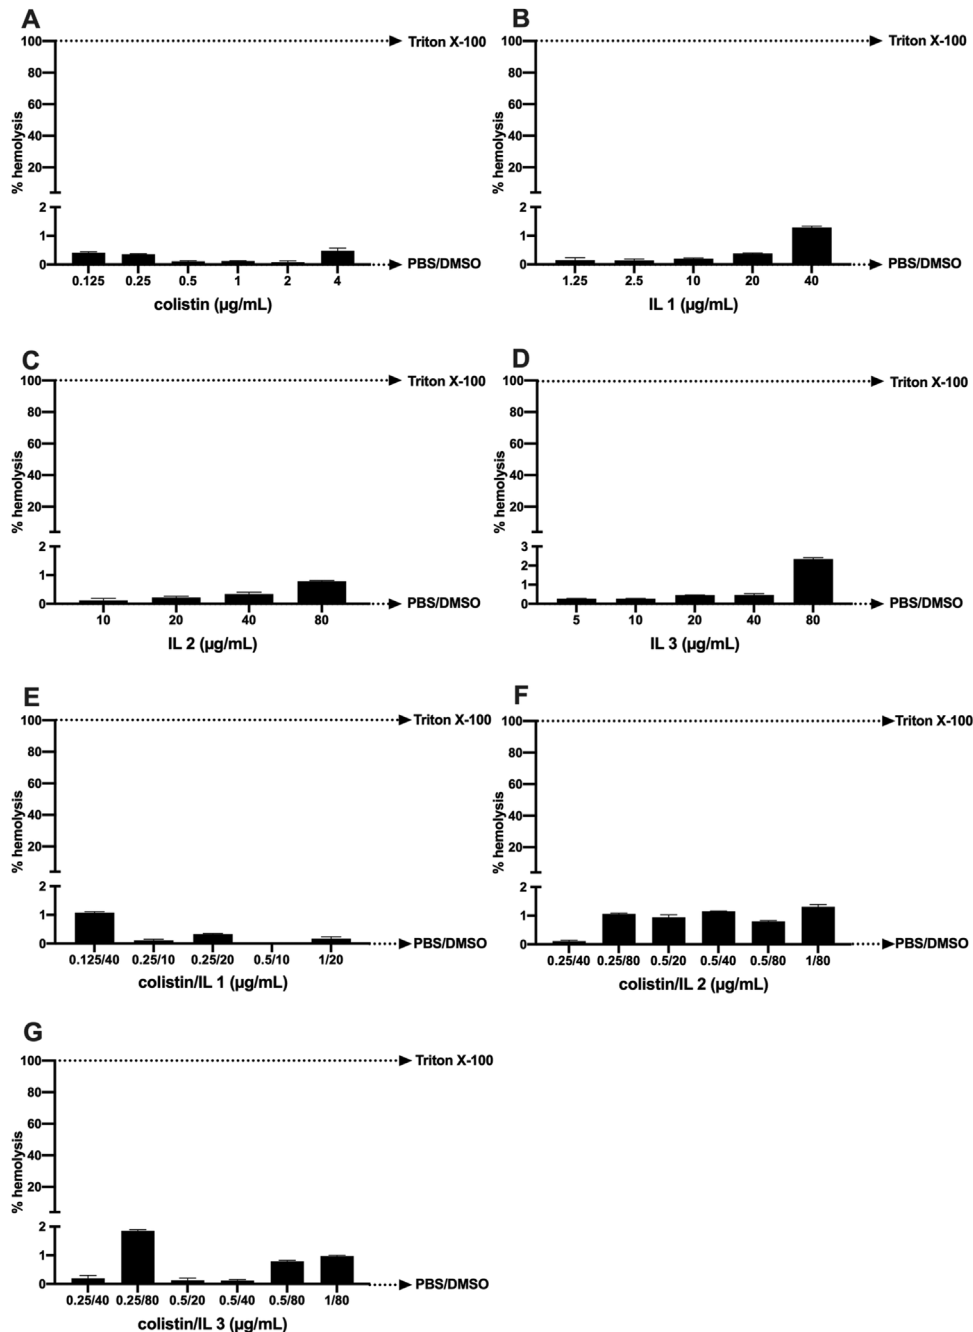 A
100
Triton X-100
80
60
40
20
% hemolysis
2
1
0
PBS/DMSO
0.125 0.25 0.5 1 2 4
colistin (µg/mL)
B
100
Triton X-100
80
60
40
20
% hemolysis
2
1
0
PBS/DMSO
1.25 2.5 10 20 40
IL 1 (µg/mL)
C
100
Triton X-100
80
60
40
20
% hemolysis
2
1
0
PBS/DMSO
10 20 40 80
IL 2 (µg/mL)
D
100
Triton X-100
80
60
40
20
% hemolysis
3
2
1
0
PBS/DMSO
5 10 20 40 80
IL 3 (µg/mL)
E
100
Triton X-100
80
60
40
20
% hemolysis
2
1
0
PBS/DMSO
0.125/40 0.25/10 0.25/20 0.5/10 1/20
colistin/IL 1 (µg/mL)
F
100
Triton X-100
80
60
40
20
% hemolysis
2
1
0
PBS/DMSO
0.25/40 0.25/80 0.5/20 0.5/40 0.5/80 1/80
colistin/IL 2 (µg/mL)
G
100
Triton X-100
80
60
40
20
% hemolysis
2
1
0
PBS/DMSO
0.25/40 0.25/80 0.5/20 0.5/40 0.5/80 1/80
colistin/IL 3 (µg/mL)